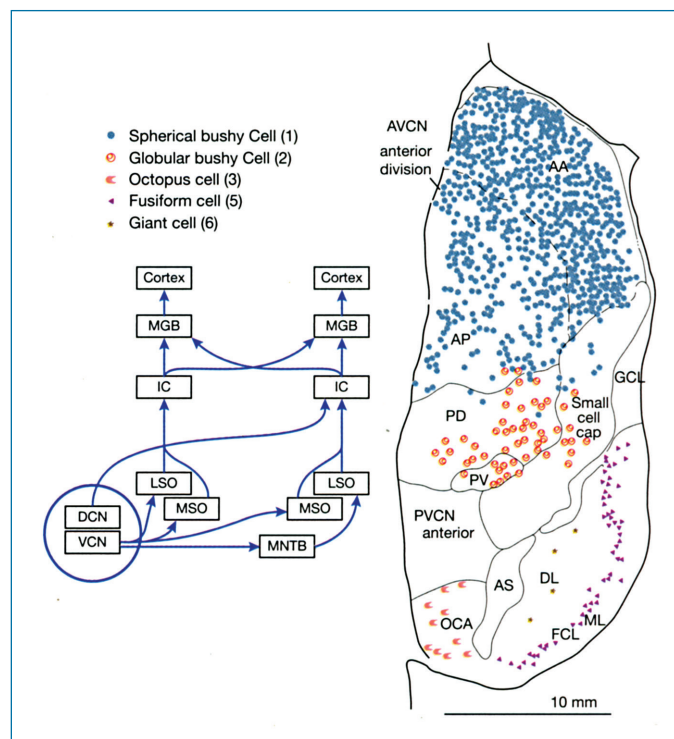 Spherical bushy Cell (1)
Globular bushy Cell (2)
Octopus cell (3)
Fusiform cell (5)
Giant cell (6)
Cortex
Cortex
MGB
MGB
IC
IC
LSO
MSO
LSO
MSO
DCN
VCN
MNTB
AVCN
anterior
division
AA
AP
GCL
PD
Small
cell
cap
PV
PVCN
anterior
AS
DL
OCA
ML
FCL
10 mm